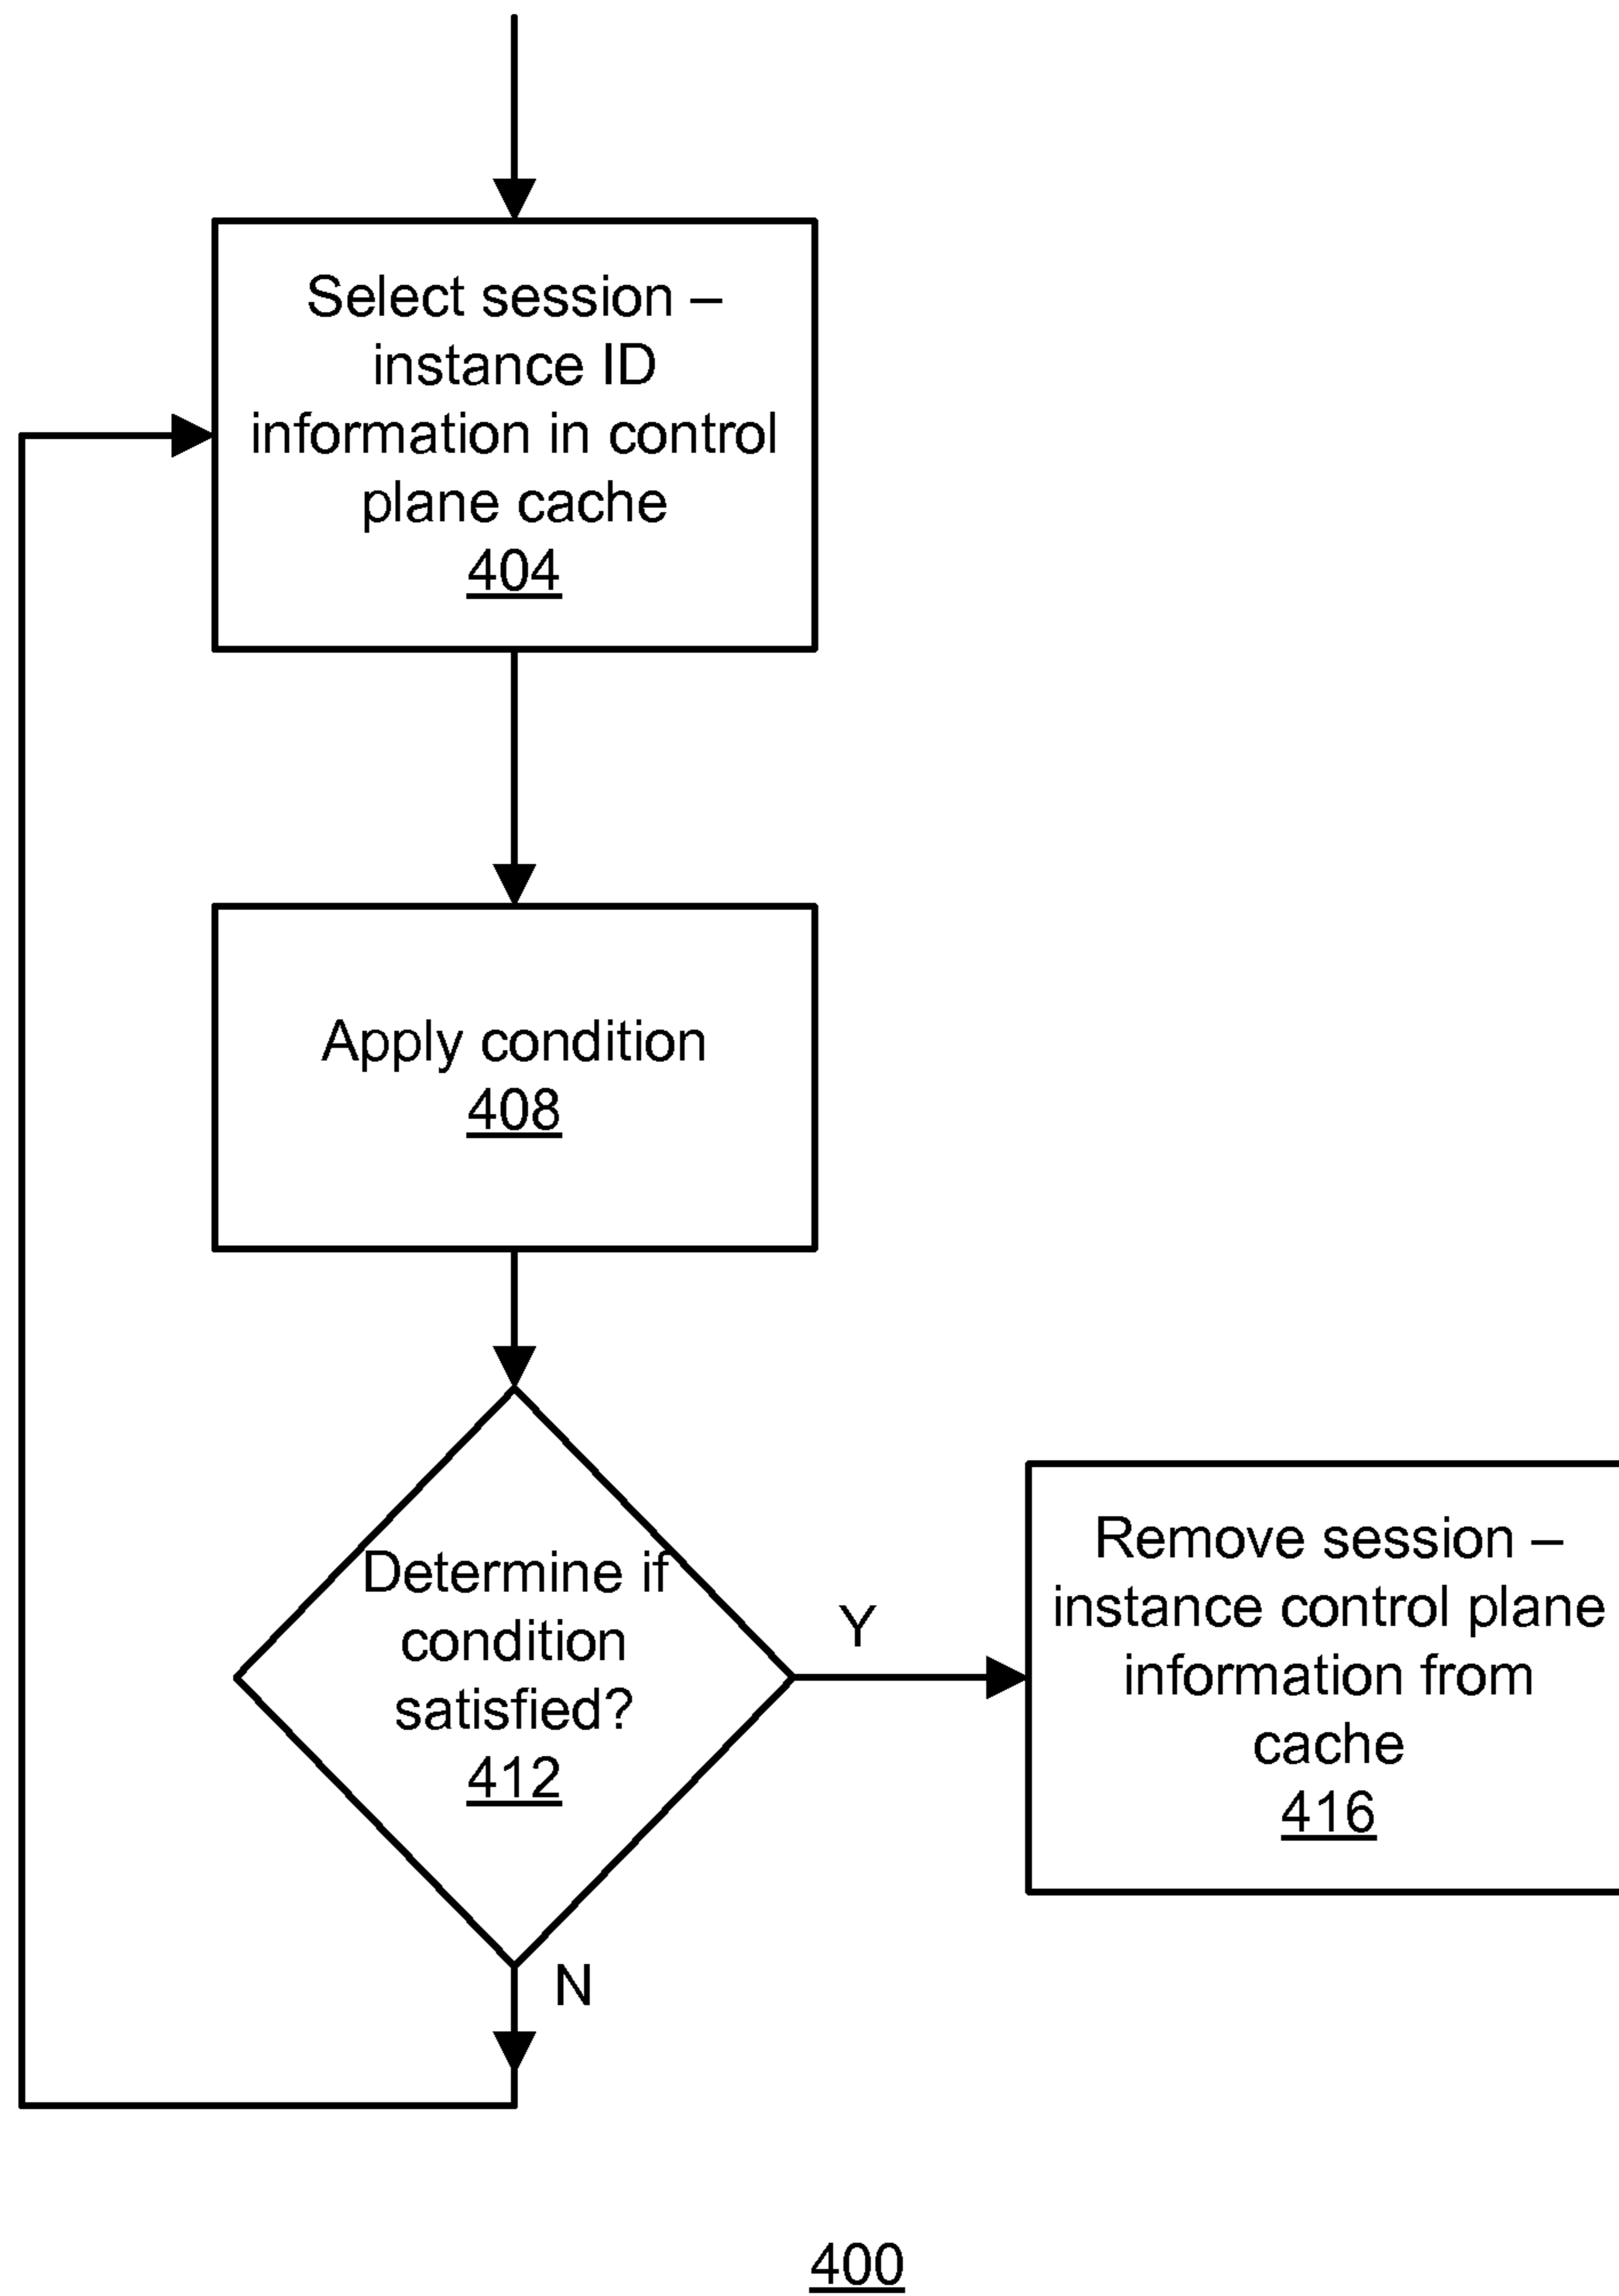 Select session –
instance ID
information in control
plane cache
404
Apply condition
408
Determine if
condition
satisfied?
412
Y
Remove session –
instance control plane
information from
cache
416
N
400